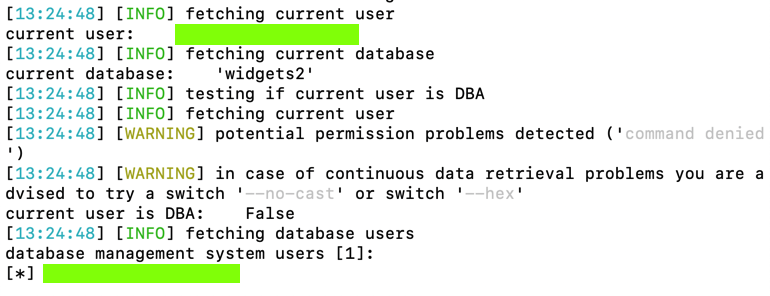 [13:24:48] [INFO] fetching current user
current user:
[13:24:48] [INFO] fetching current database
current database:    'widgets2'
[13:24:48] [INFO] testing if current user is DBA
[13:24:48] [INFO] fetching current user
[13:24:48] [WARNING] potential permission problems detected ('command denied
')
[13:24:48] [WARNING] in case of continuous data retrieval problems you are a
dvised to try a switch '--no-cast' or switch '--hex'
current user is DBA:    False
[13:24:48] [INFO] fetching database users
database management system users [1]:
[*]